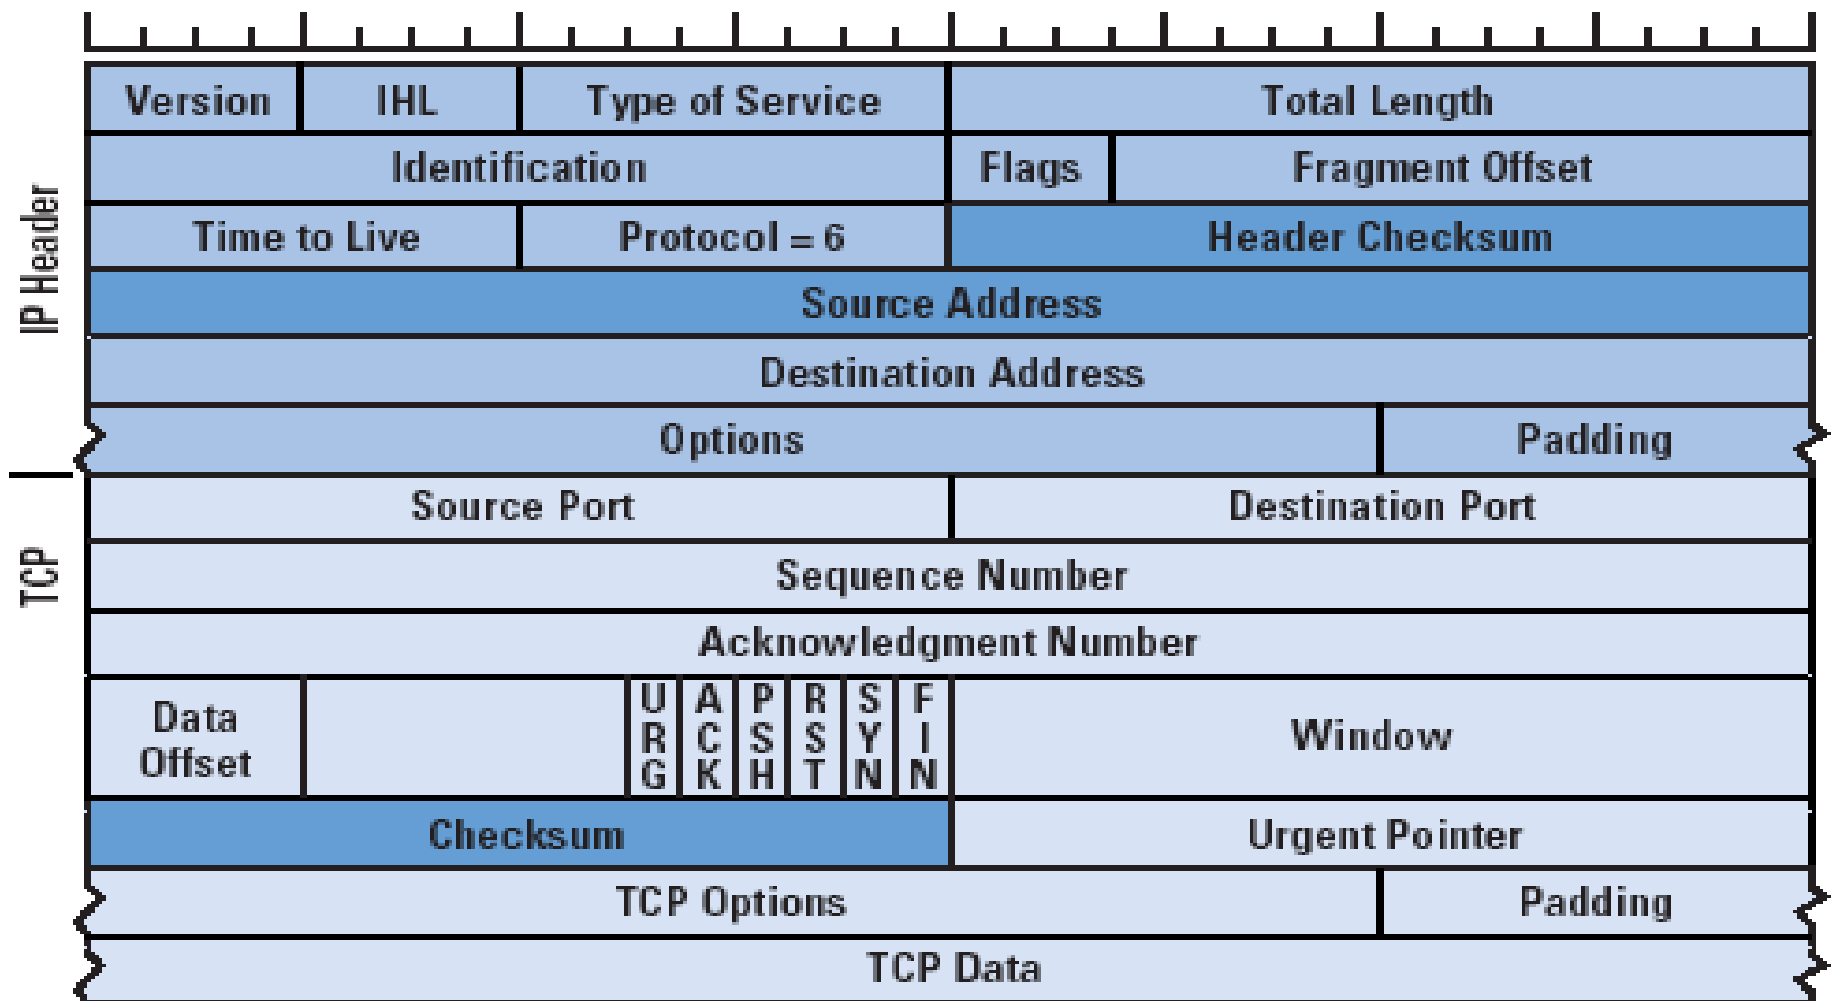 Version IHL Type of Service Total Length
Identification Flags Fragment Offset
Time to Live Protocol = 6 Header Checksum
Source Address
Destination Address
Options Padding
IP Header
Source Port Destination Port
Sequence Number
Acknowledgment Number
Data Offset URG ACK PSH RST SYN FIN Window
Checksum Urgent Pointer
TCP Options Padding
TCP Data
TCP